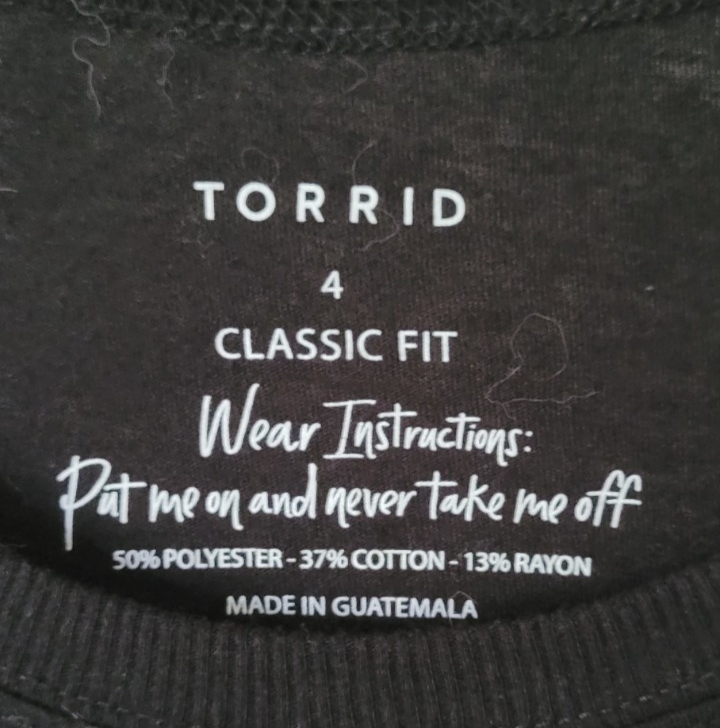 TORRID
4
CLASSIC FIT
Wear Instructions:
Put me on and never take me off
50% POLYESTER - 37% COTTON - 13% RAYON
MADE IN GUATEMALA